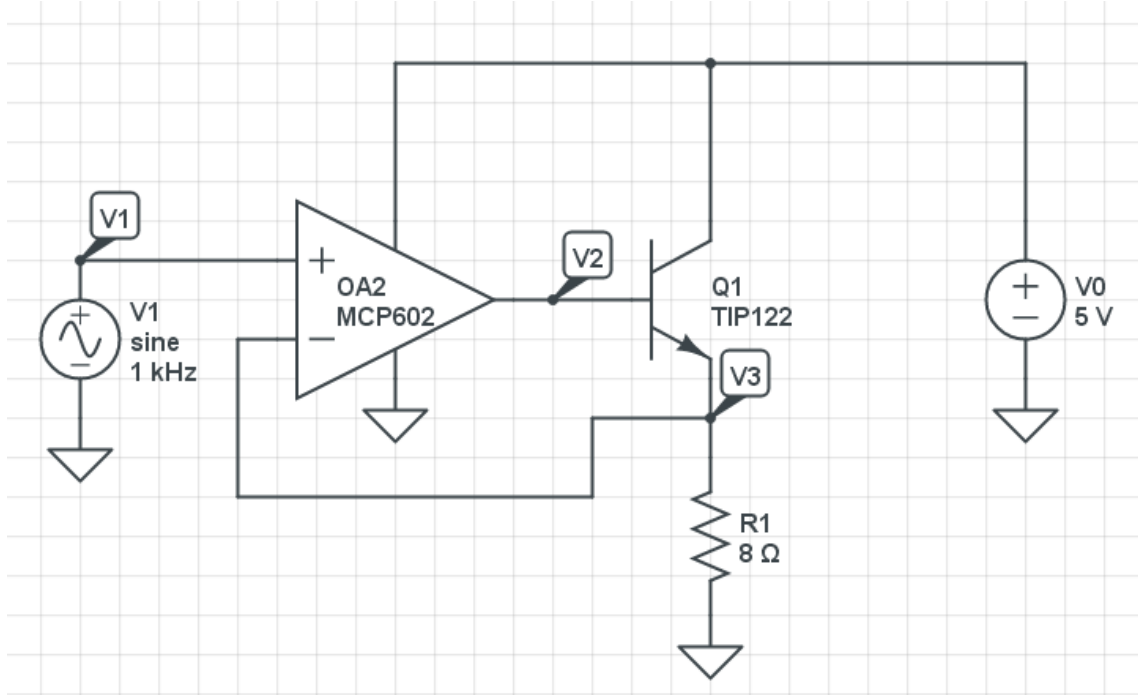 V1
V1
sine
1 kHz
+
−
OA2
MCP602
V2
Q1
TIP122
V3
R1
8 Ω
+
−
V0
5 V